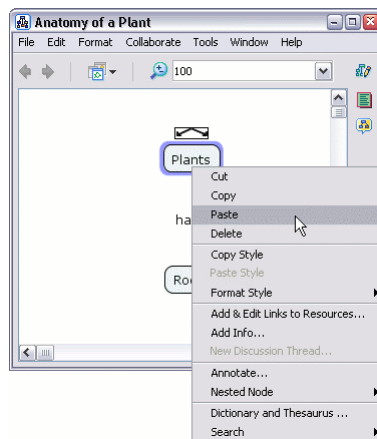 Anatomy of a Plant
File Edit Format Collaborate Tools Window Help
100
Plants
Cut
Copy
ha
Paste
Delete
Copy Style
Roo
Paste Style
Format Style
Add & Edit Links to Resources...
Add Info...
New Discussion Thread...
Annotate...
Nested Node
Dictionary and Thesaurus ...
Search